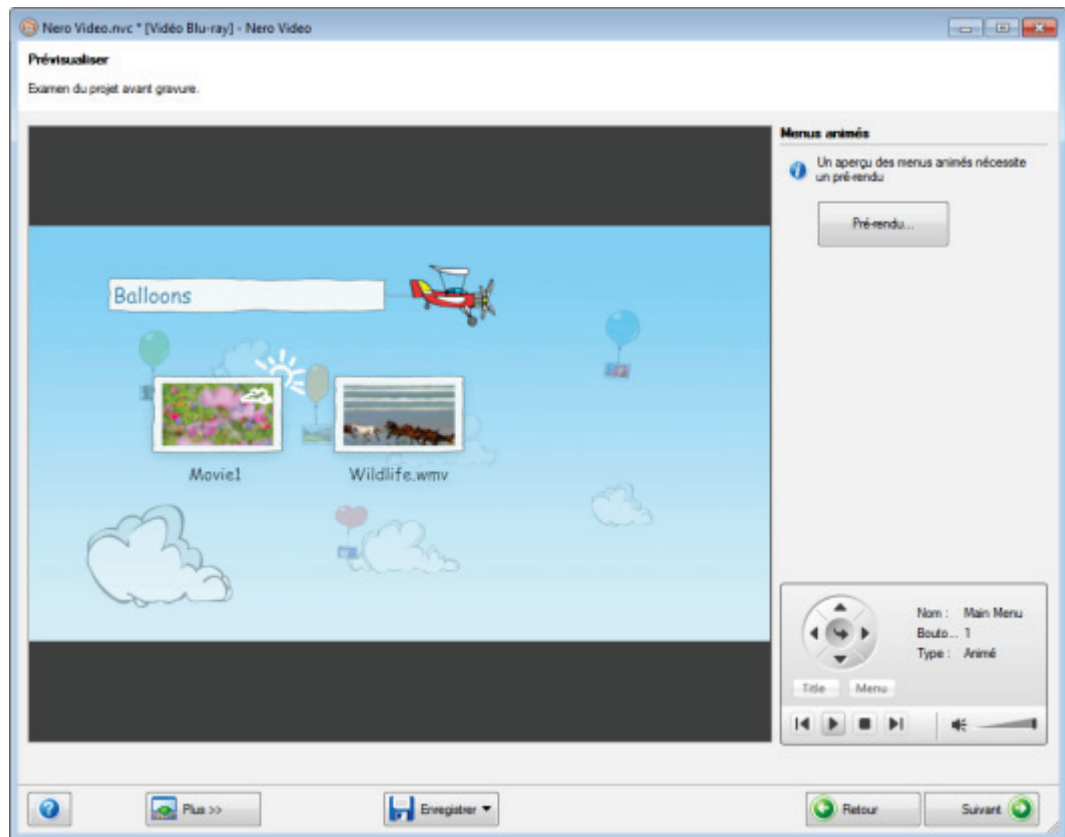 Nero Video.nvc * [Vidéo Blu-ray] - Nero Video
Prévisualiser
Examen du projet avant gravure.
Menus animés
Un aperçu des menus animés nécessite
un pré-rendu
Pré-rendu...
Balloons
Movie1
Wildlife.wmv
Nom : Main Menu
Bouto... 1
Type : Animé
Title Menu
Plus >>
Enregistrer
Retour
Suivant